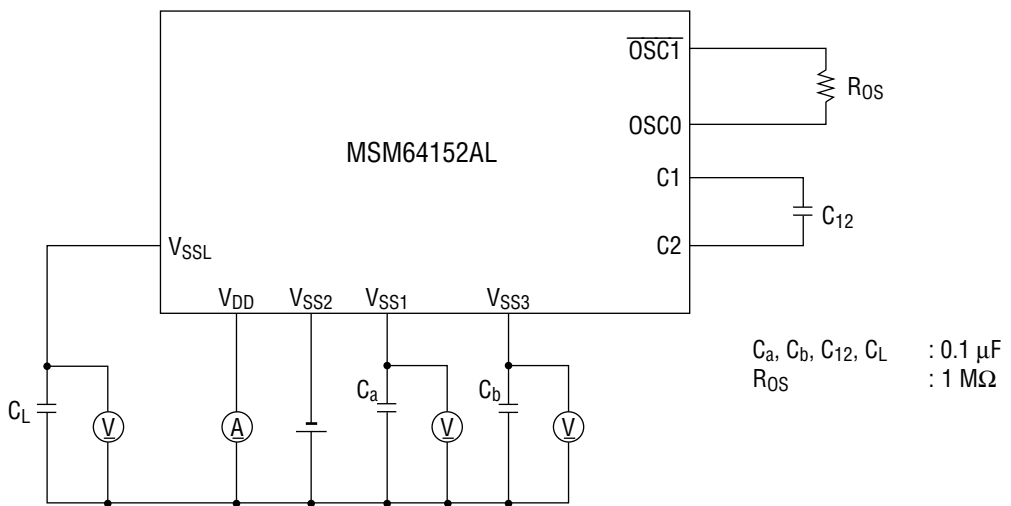 OSC1
R_OS
OSC0
MSM64152AL
C1
C_12
C2
V_SSL
V_DD V_SS2 V_SS1 V_SS3
C_a, C_b, C_12, C_L : 0.1 μF
R_OS : 1 MΩ
C_L V A C_a V C_b V